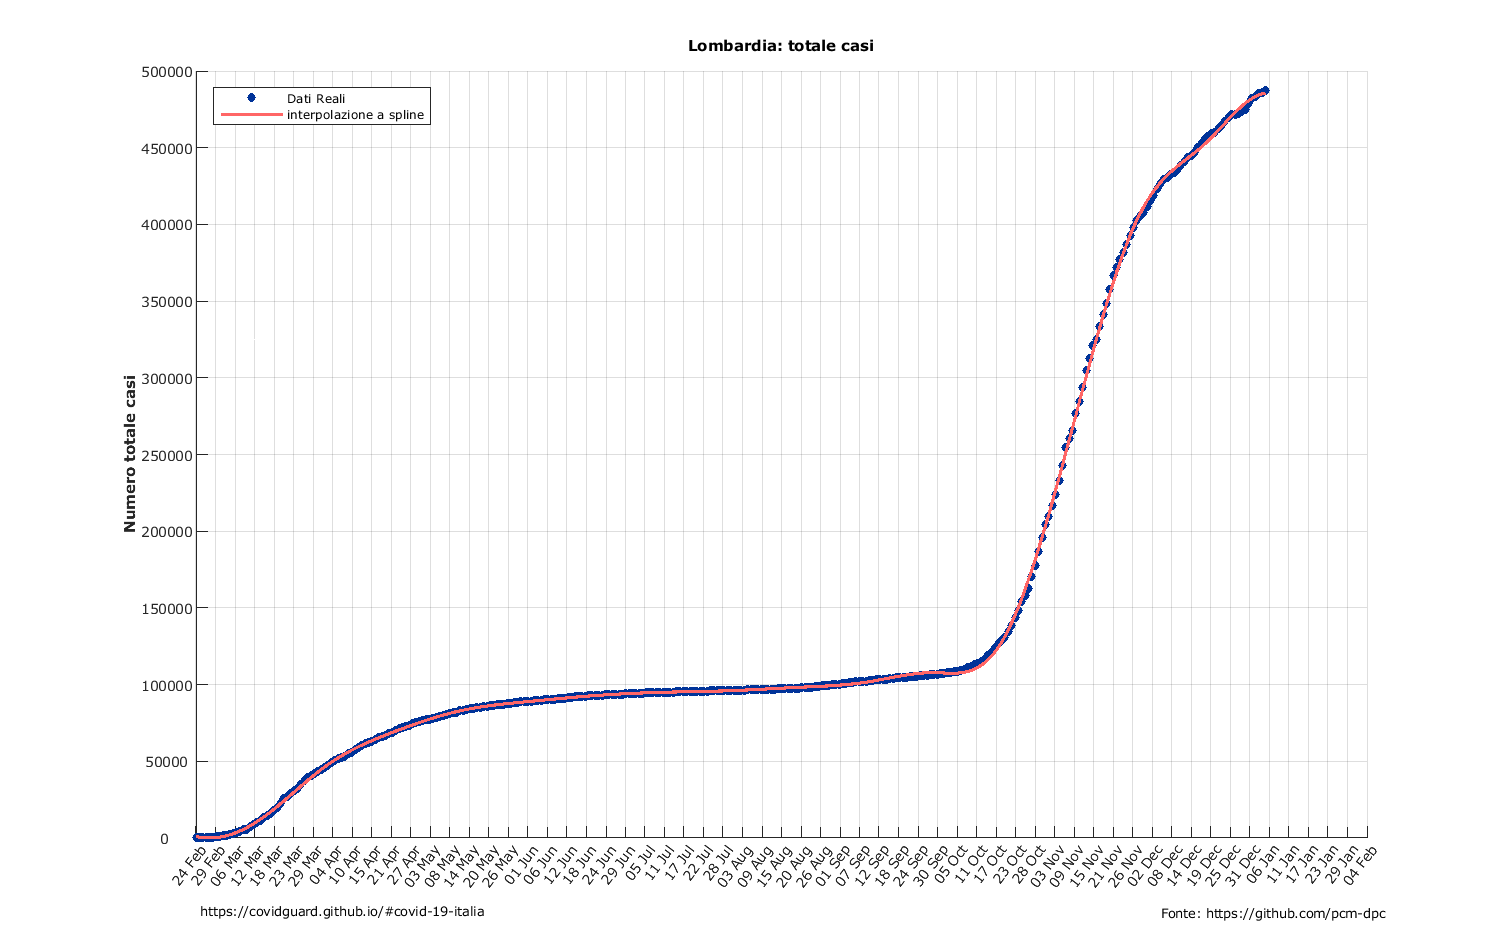 Lombardia: totale casi
Dati Reali
interpolazione a spline
Numero totale casi
500000
450000
400000
350000
300000
250000
200000
150000
100000
50000
0
24 Feb
29 Feb
06 Mar
12 Mar
18 Mar
23 Mar
29 Mar
04 Apr
10 Apr
15 Apr
21 Apr
27 Apr
03 May
08 May
14 May
20 May
26 May
01 Jun
06 Jun
12 Jun
18 Jun
24 Jun
29 Jun
05 Jul
11 Jul
17 Jul
22 Jul
28 Jul
03 Aug
09 Aug
15 Aug
20 Aug
26 Aug
01 Sep
07 Sep
12 Sep
18 Sep
24 Sep
30 Sep
05 Oct
11 Oct
17 Oct
23 Oct
28 Oct
03 Nov
09 Nov
15 Nov
21 Nov
26 Nov
02 Dec
08 Dec
14 Dec
19 Dec
25 Dec
31 Dec
06 Jan
11 Jan
17 Jan
23 Jan
29 Jan
04 Feb
https://covidguard.github.io/#covid-19-italia
Fonte: https://github.com/pcm-dpc